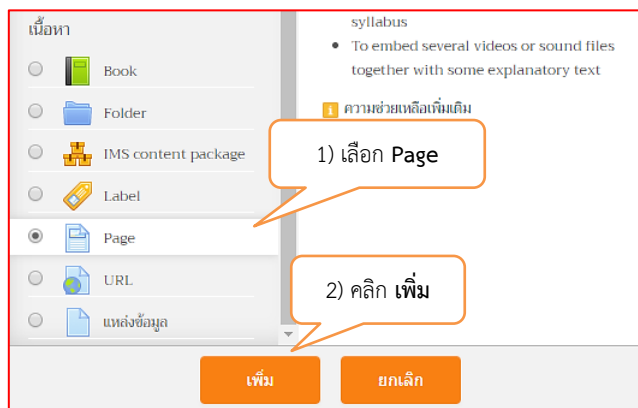 เนื้อหา
Book
Folder
IMS content package
Label
Page
URL
แหล่งข้อมูล
syllabus
To embed several videos or sound files
together with some explanatory text
ความช่วยเหลือเพิ่มเติม
1) เลือก Page
2) คลิก เพิ่ม
เพิ่ม
ยกเลิก